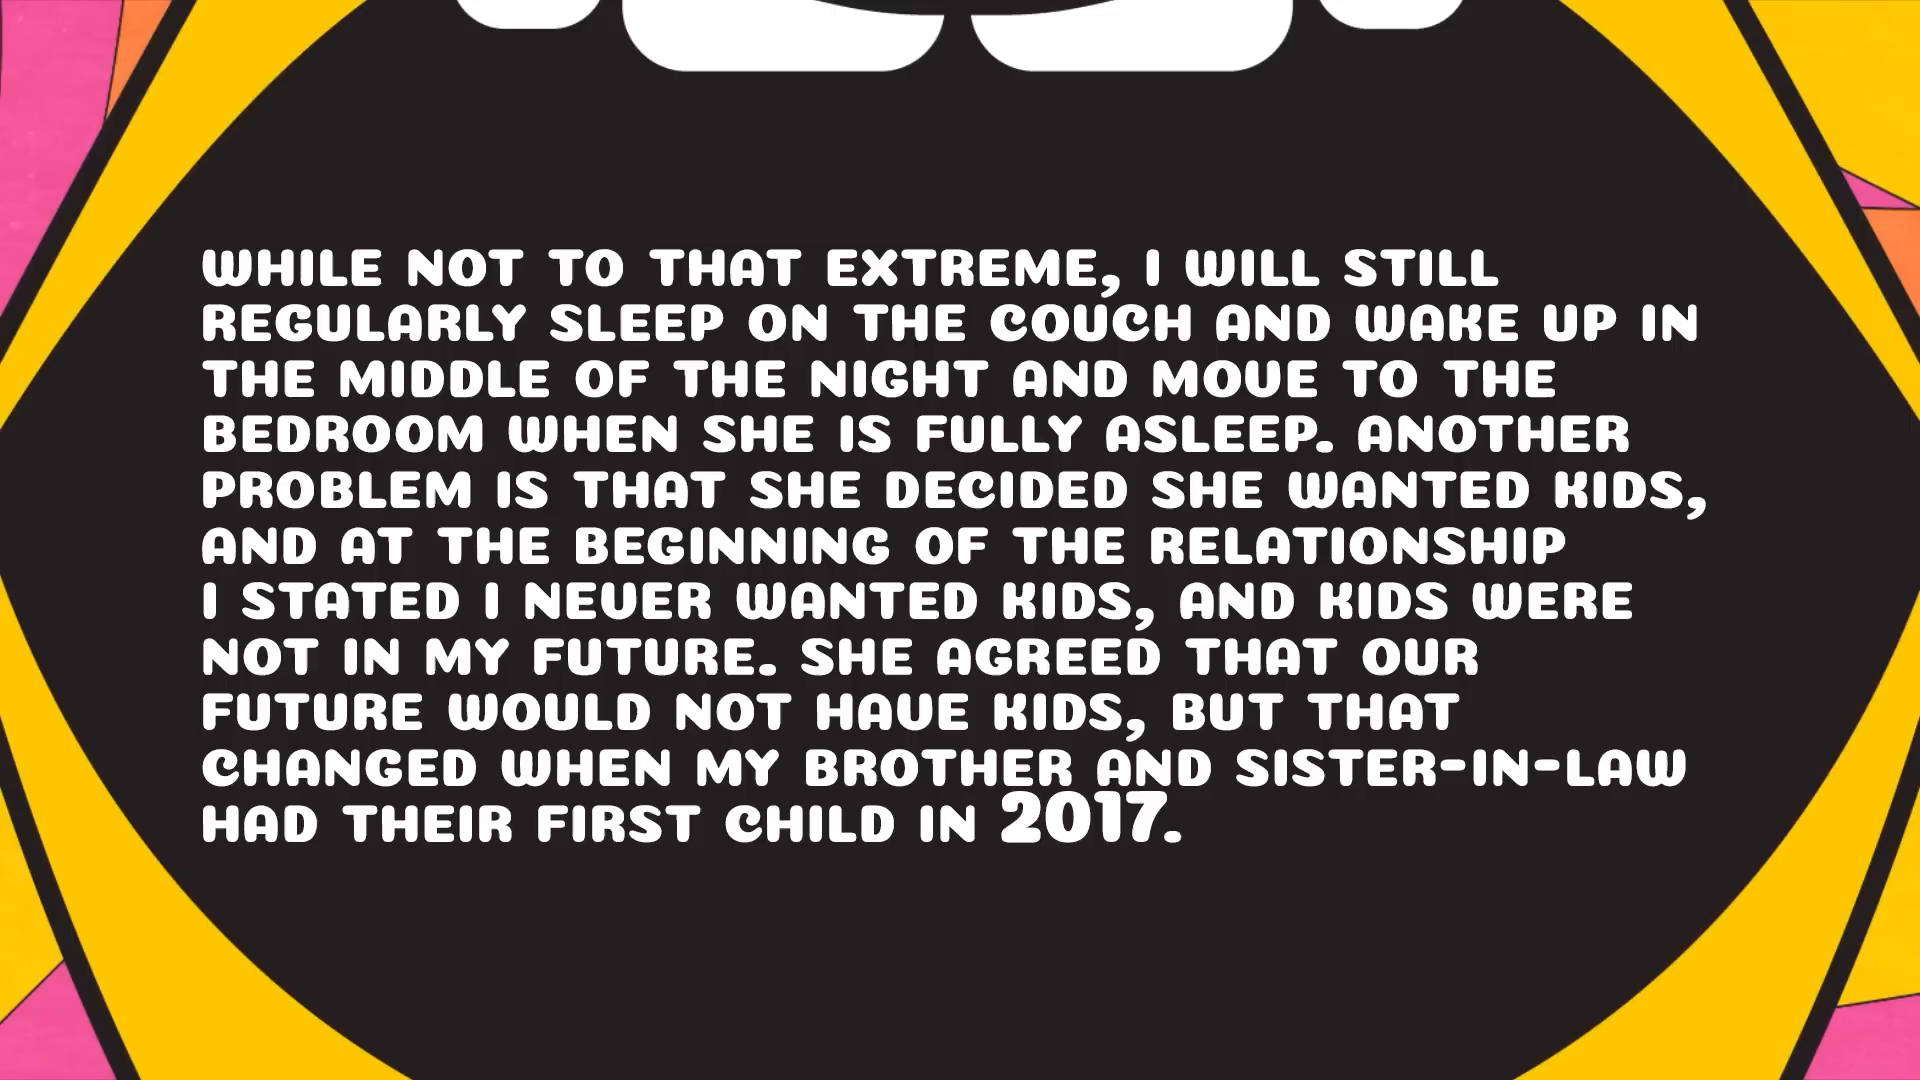 WHILE NOT TO THAT EXTREME, I WILL STILL
REGULARLY SLEEP ON THE COUCH AND WAKE UP IN
THE MIDDLE OF THE NIGHT AND MOVE TO THE
BEDROOM WHEN SHE IS FULLY ASLEEP. ANOTHER
PROBLEM IS THAT SHE DECIDED SHE WANTED KIDS,
AND AT THE BEGINNING OF THE RELATIONSHIP
I STATED I NEVER WANTED KIDS, AND KIDS WERE
NOT IN MY FUTURE. SHE AGREED THAT OUR
FUTURE WOULD NOT HAVE KIDS, BUT THAT
CHANGED WHEN MY BROTHER AND SISTER-IN-LAW
HAD THEIR FIRST CHILD IN 2017.